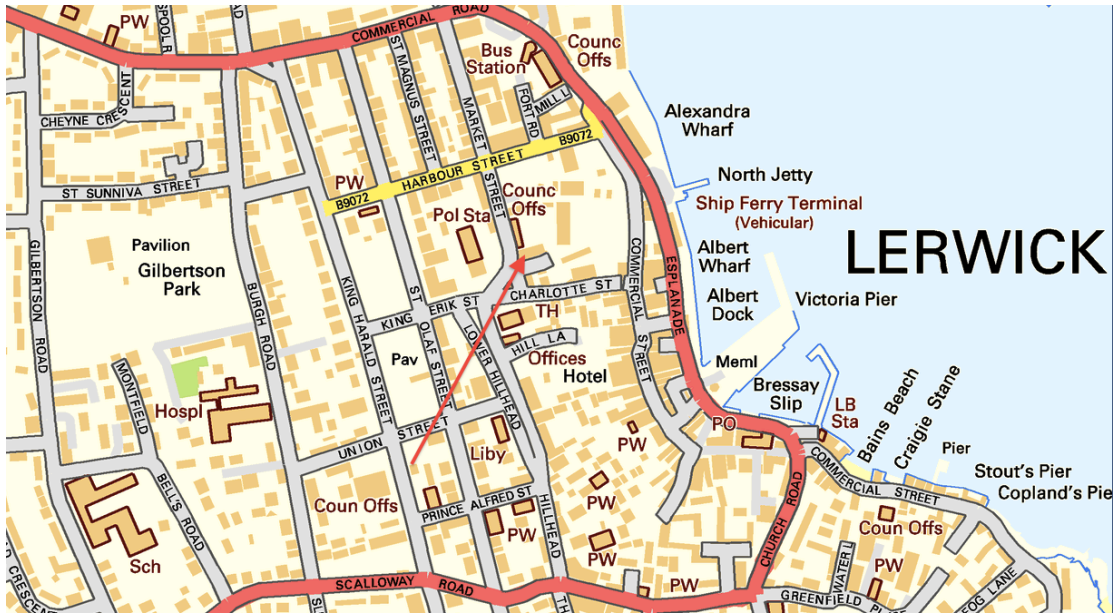 PW
SPOOL R
COMMERCIAL ROAD
ST MAGNUS STREET
MARKET STREET
Bus
Station
Counc
Offs
FORT RD
MILL L
CHEYNE CRESCENT
Alexandra
Wharf
HARBOUR STREET
B9072
B9072
PW
ST SUNNIVA STREET
North Jetty
Ship Ferry Terminal
(Vehicular)
Counc
Offs
Pol Sta
LERWICK
Pavilion
Gilbertson
Park
GILBERTSON ROAD
BURGH ROAD
KING HARALD STREET
ST OLAF STREET
KING ERIK ST
CHARLOTTE ST
COMMERCIAL STREET
ESPLANADE
Albert
Wharf
Albert
Dock
Victoria Pier
TH
HILL LA
Offices
Hotel
LOWER HILLHEAD
Pav
Meml
Bressay
Slip
LB
Sta
Bains Beach
Craigie Stane
Pier
Stout's Pier
Copland's Pie
MONTFIELD
Hospl
UNION STREET
Liby
PW
PO
COMMERCIAL STREET
BELL'S ROAD
Coun Offs
PRINCE ALFRED ST
PW
HILLHEAD
PW
PW
CHURCH ROAD
Coun Offs
Sch
SCALLOWAY ROAD
PW
PW
WATER L
GREENFIELD PL
FOG LANE
CRESCENT
SL
TH